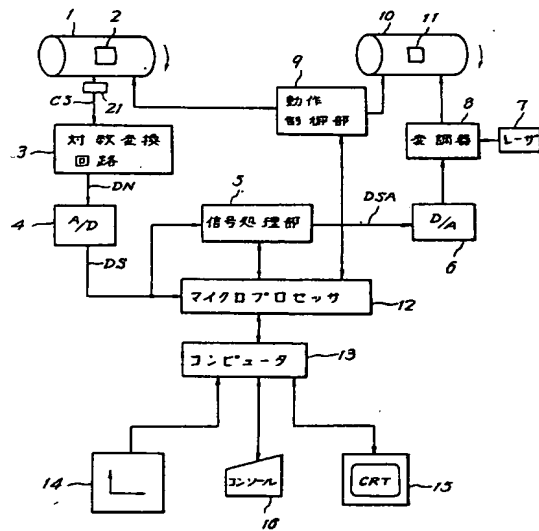 1
2
10
11
9
動作
制御部
8
7
変調器
レーザ
CS
21
対数変換
回路
3
DN
4
A/D
5
信号処理部
DSA
D/A
6
DS
マイクロプロセッサ
12
コンピュータ
13
14
コンソール
16
CRT
15